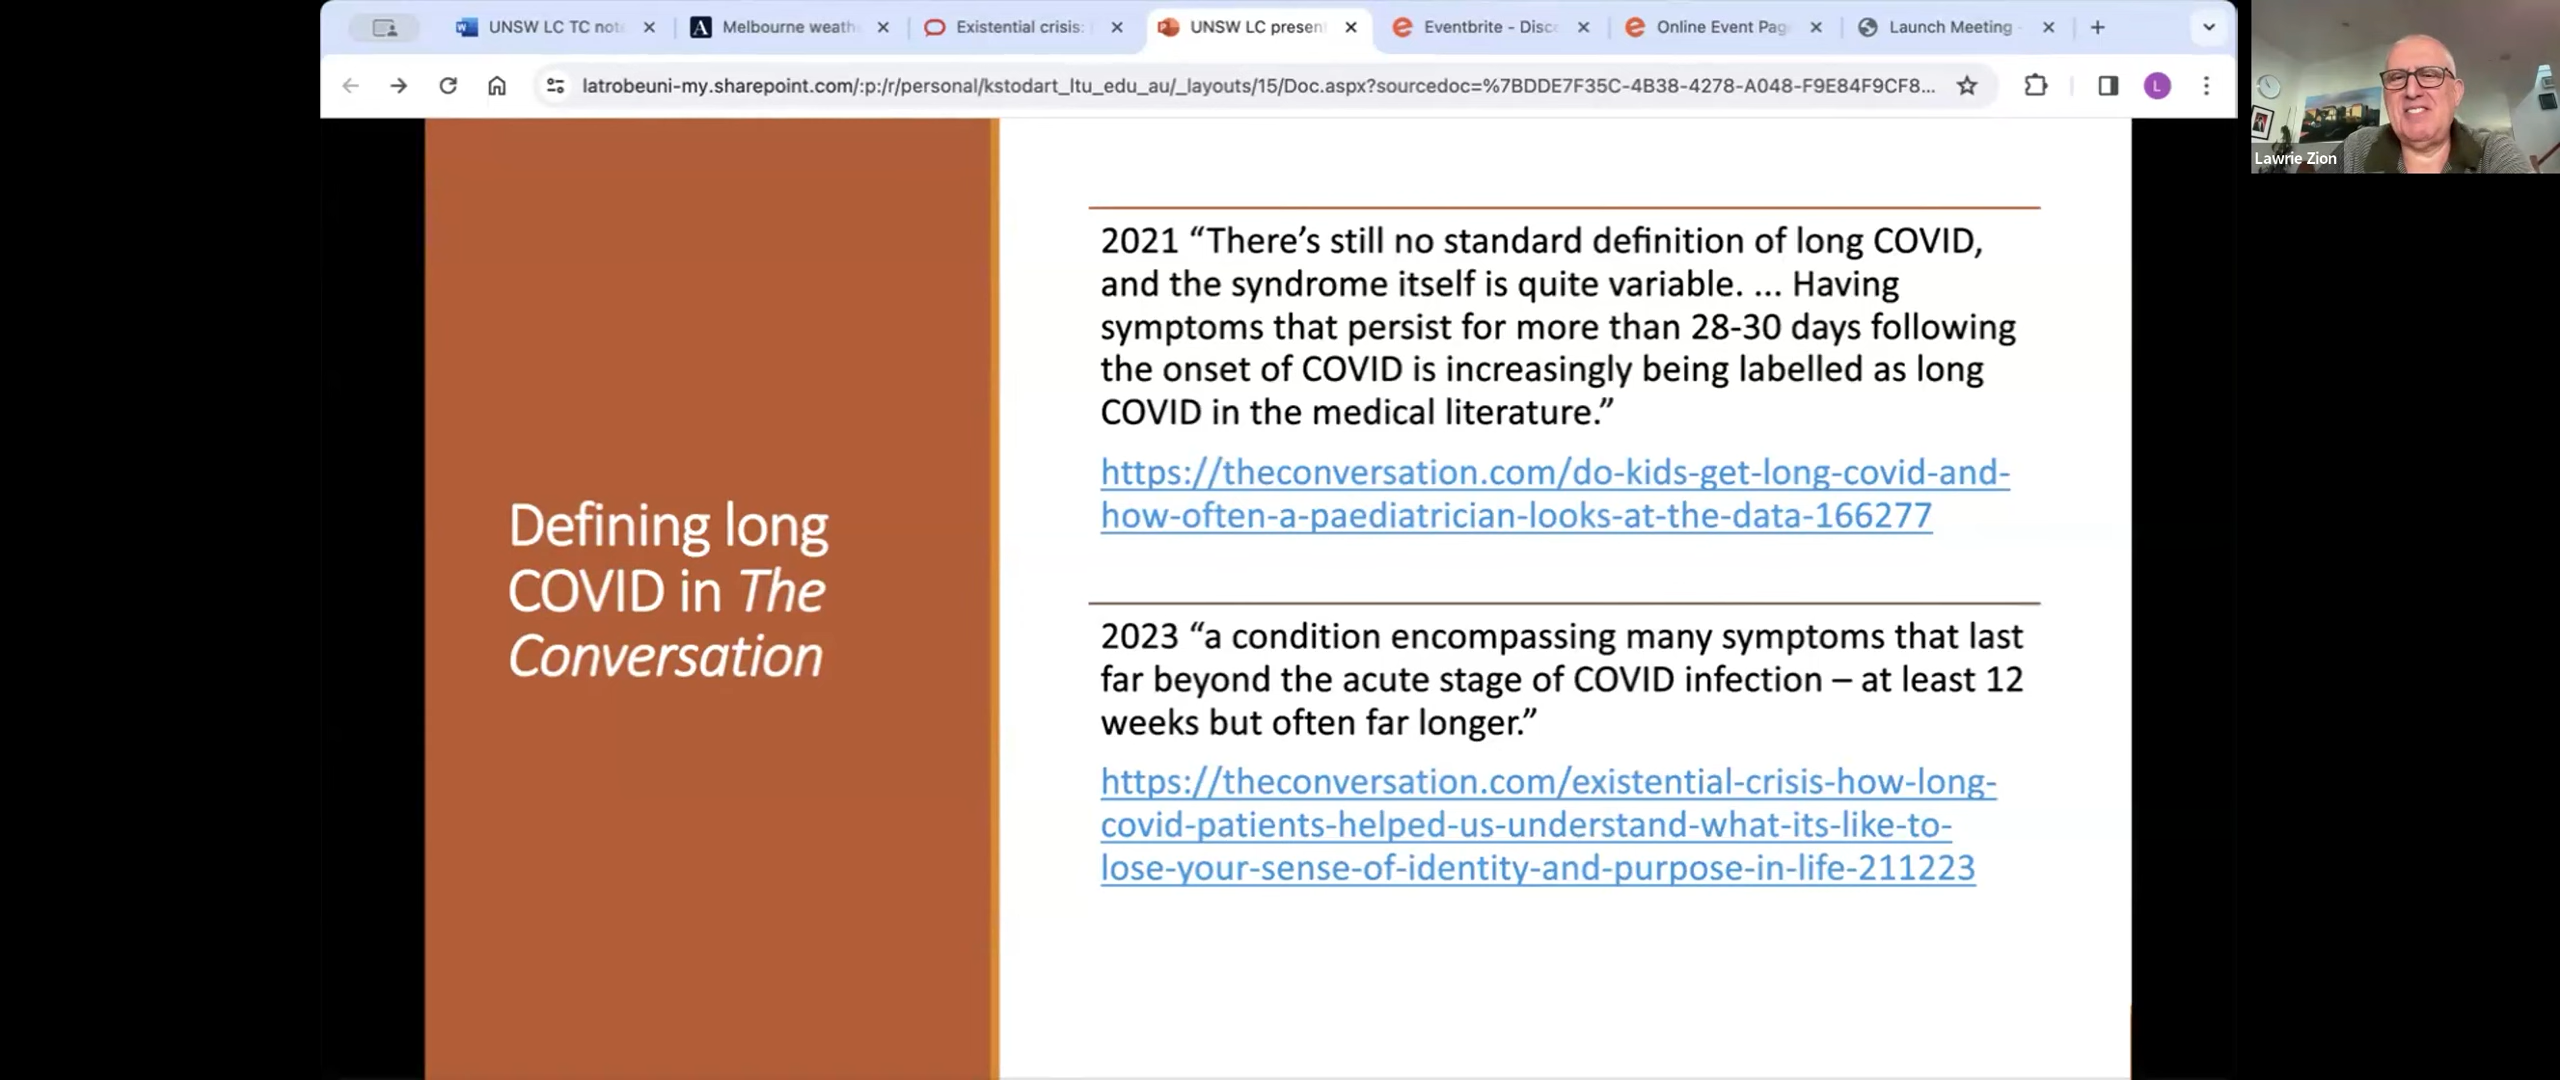 UNSW LC TC not
Melbourne weath
Existential crisis:
UNSW LC presen
Eventbrite - Disc
Online Event Pag
Launch Meeting -
latrobeuni-my.sharepoint.com/:p:/r/personal/kstodart_ltu_edu_au/_layouts/15/Doc.aspx?sourcedoc=%7BDDE7F35C-4B38-4278-A048-F9E84F9CF8...
L
Lawrie Zion
Defining long
COVID in The
Conversation
2021 “There’s still no standard definition of long COVID,
and the syndrome itself is quite variable. ... Having
symptoms that persist for more than 28-30 days following
the onset of COVID is increasingly being labelled as long
COVID in the medical literature.”
https://theconversation.com/do-kids-get-long-covid-and-
how-often-a-paediatrician-looks-at-the-data-166277
2023 “a condition encompassing many symptoms that last
far beyond the acute stage of COVID infection – at least 12
weeks but often far longer.”
https://theconversation.com/existential-crisis-how-long-
covid-patients-helped-us-understand-what-its-like-to-
lose-your-sense-of-identity-and-purpose-in-life-211223